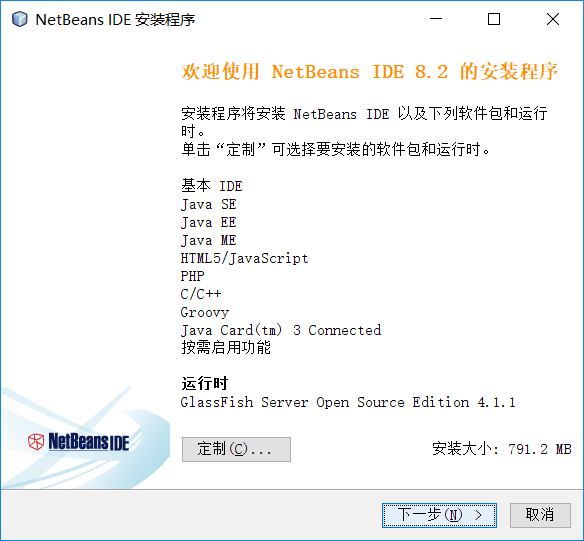 NetBeans IDE 安装程序
欢迎使用 NetBeans IDE 8.2 的安装程序
安装程序将安装 NetBeans IDE 以及下列软件包和运行
时。
单击“定制”可选择要安装的软件包和运行时。
基本 IDE
Java SE
Java EE
Java ME
HTML5/JavaScript
PHP
C/C++
Groovy
Java Card(tm) 3 Connected
按需启用功能
运行时
GlassFish Server Open Source Edition 4.1.1
NetBeans IDE
定制(C)...
安装大小: 791.2 MB
下一步(N) >
取消